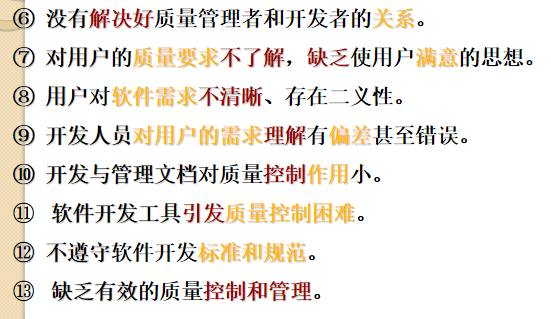 ⑥ 没有解决好质量管理者和开发者的关系。
⑦ 对用户的质量要求不了解，缺乏使用户满意的思想。
⑧ 用户对软件需求不清晰、存在二义性。
⑨ 开发人员对用户的需求理解有偏差甚至错误。
⑩ 开发与管理文档对质量控制作用小。
⑪ 软件开发工具引发质量控制困难。
⑫ 不遵守软件开发标准和规范。
⑬ 缺乏有效的质量控制和管理。